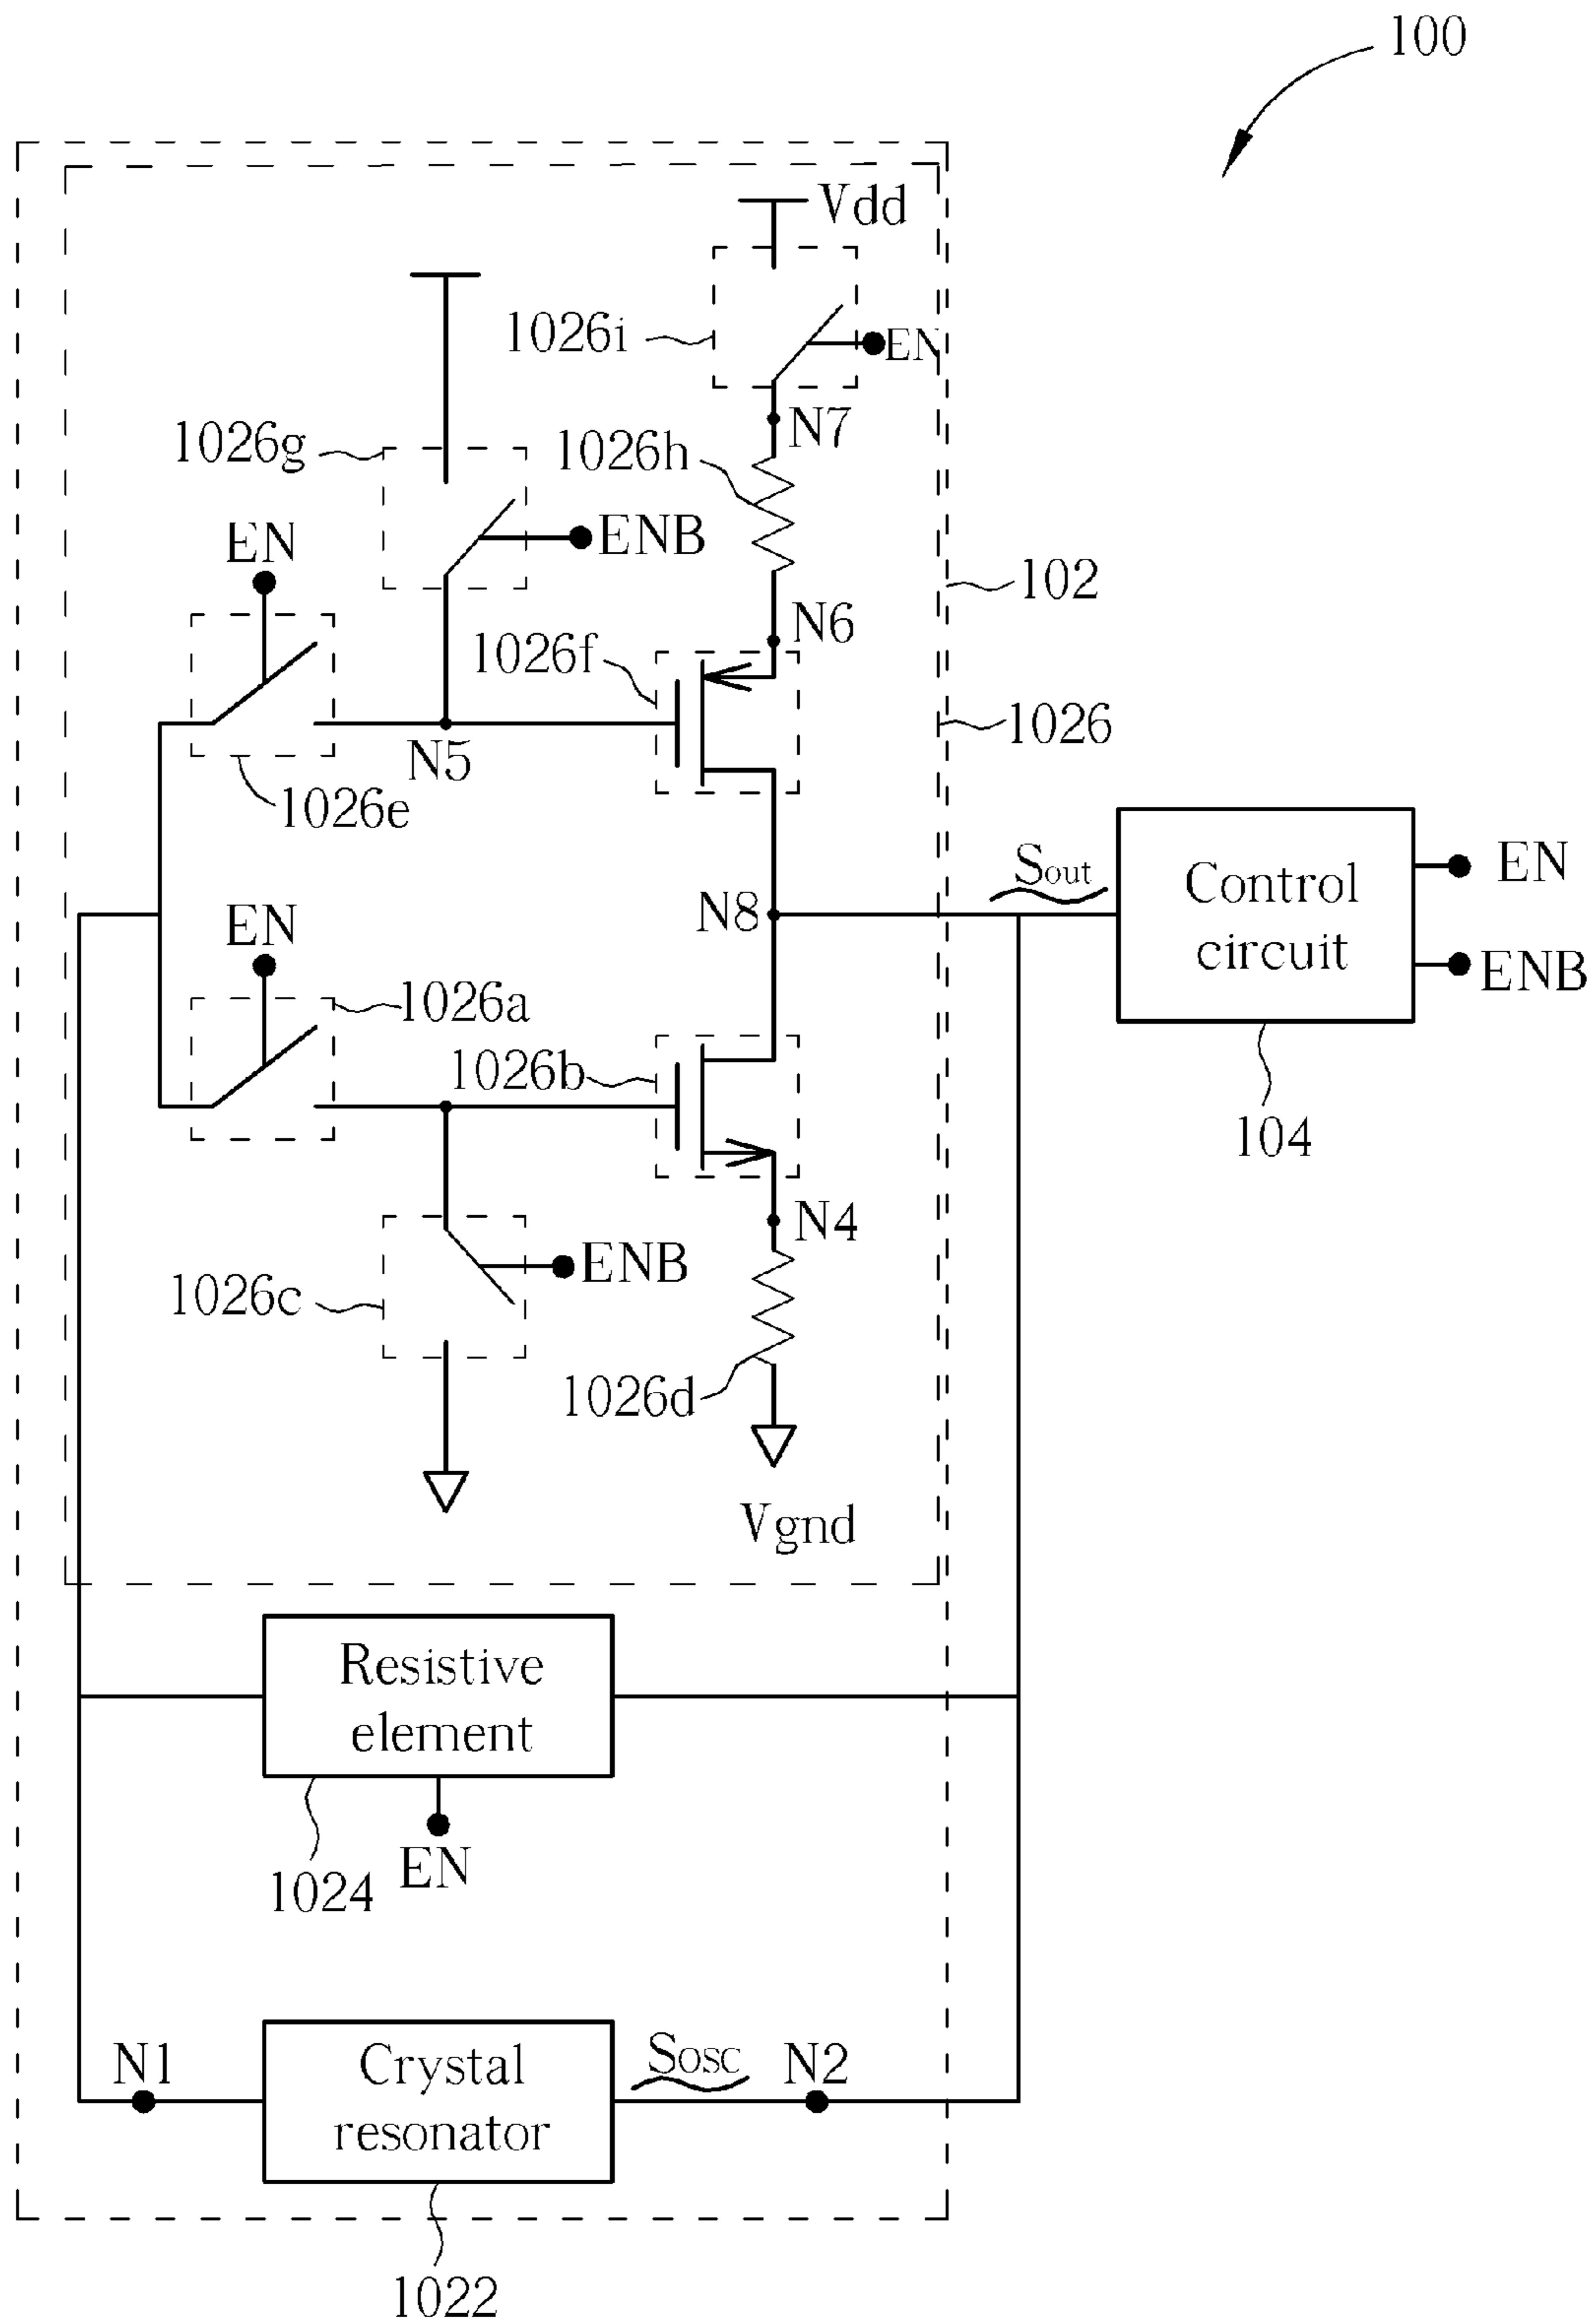 100
Vdd
1026i
EN
N7
1026g
1026h
EN
ENB
102
N6
1026f
1026
N5
1026e
Sout
Control
circuit
EN
ENB
N8
EN
1026a
1026b
104
N4
ENB
1026c
1026d
Vgnd
Resistive
element
1024
EN
N1
Crystal
resonator
Sosc
N2
1022